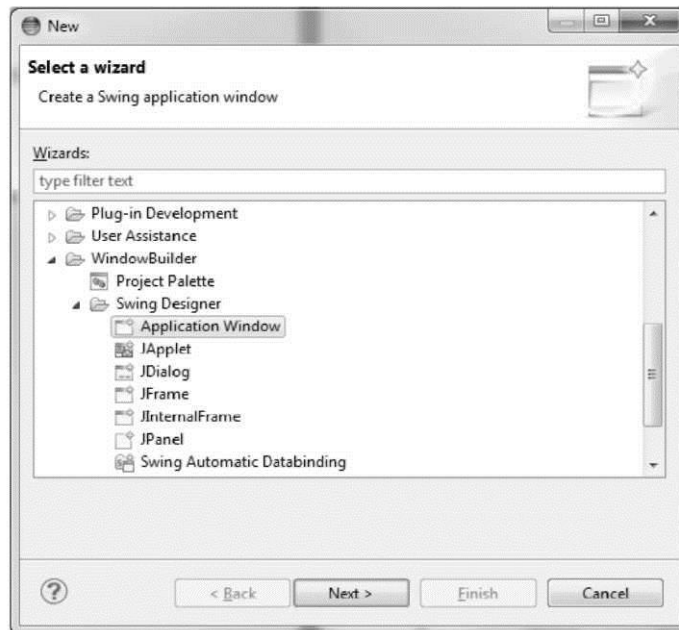 New
Select a wizard
Create a Swing application window
Wizards:
type filter text
Plug-in Development
User Assistance
WindowBuilder
Project Palette
Swing Designer
Application Window
JApplet
JDialog
JFrame
JInternalFrame
JPanel
Swing Automatic Databinding
? < Back Next > Finish Cancel